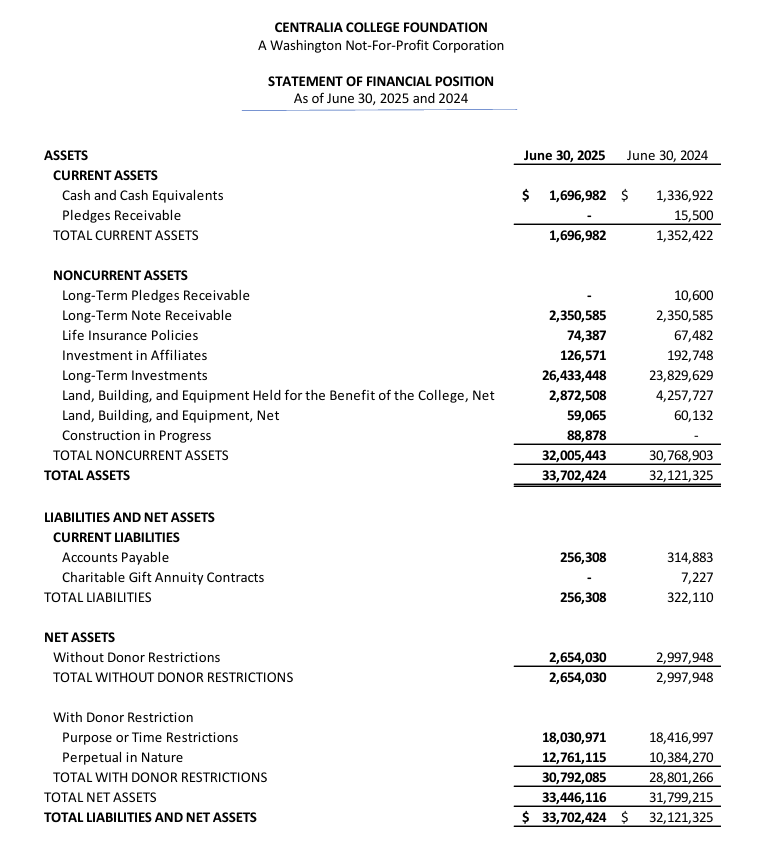 CENTRALIA COLLEGE FOUNDATION
A Washington Not-For-Profit Corporation
STATEMENT OF FINANCIAL POSITION
As of June 30, 2025 and 2024
ASSETS June 30, 2025 June 30, 2024
CURRENT ASSETS
Cash and Cash Equivalents $ 1,696,982 $ 1,336,922
Pledges Receivable - 15,500
TOTAL CURRENT ASSETS 1,696,982 1,352,422
NONCURRENT ASSETS
Long-Term Pledges Receivable - 10,600
Long-Term Note Receivable 2,350,585 2,350,585
Life Insurance Policies 74,387 67,482
Investment in Affiliates 126,571 192,748
Long-Term Investments 26,433,448 23,829,629
Land, Building, and Equipment Held for the Benefit of the College, Net 2,872,508 4,257,727
Land, Building, and Equipment, Net 59,065 60,132
Construction in Progress 88,878 -
TOTAL NONCURRENT ASSETS 32,005,443 30,768,903
TOTAL ASSETS 33,702,424 32,121,325
LIABILITIES AND NET ASSETS
CURRENT LIABILITIES
Accounts Payable 256,308 314,883
Charitable Gift Annuity Contracts - 7,227
TOTAL LIABILITIES 256,308 322,110
NET ASSETS
Without Donor Restrictions 2,654,030 2,997,948
TOTAL WITHOUT DONOR RESTRICTIONS 2,654,030 2,997,948
With Donor Restriction
Purpose or Time Restrictions 18,030,971 18,416,997
Perpetual in Nature 12,761,115 10,384,270
TOTAL WITH DONOR RESTRICTIONS 30,792,085 28,801,266
TOTAL NET ASSETS 33,446,116 31,799,215
TOTAL LIABILITIES AND NET ASSETS $ 33,702,424 $ 32,121,325